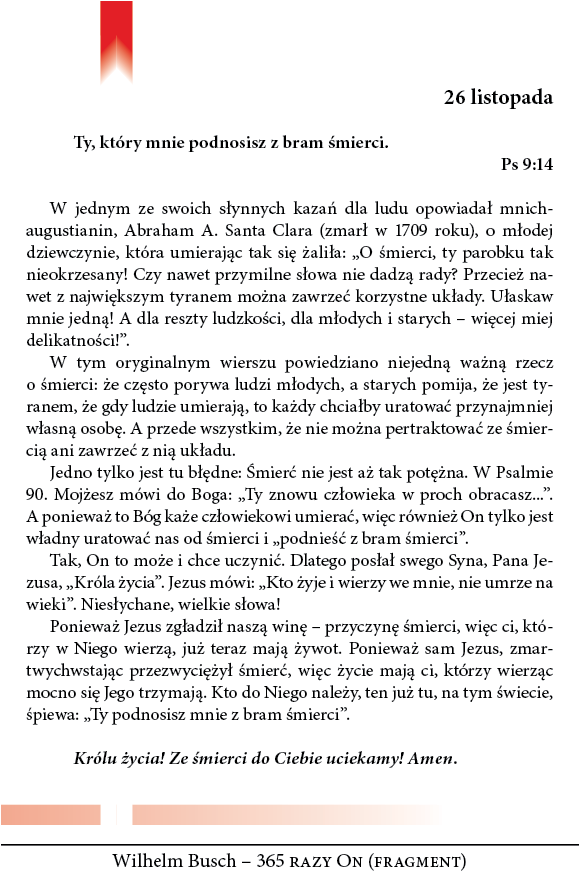 26 listopada
Ty, który mnie podnosisz z bram śmierci.
Ps 9:14
W jednym ze swoich słynnych kazań dla ludu opowiadał mnich-
augustianin, Abraham A. Santa Clara (zmarł w 1709 roku), o młodej
dziewczynie, która umierając tak się żaliła: „O śmierci, ty parobku tak
nieokrzesany! Czy nawet przymilne słowa nie dadzą rady? Przecież na-
wet z największym tyranem można zawrzeć korzystne układy. Ułaskaw
mnie jedną! A dla reszty ludzkości, dla młodych i starych – więcej miej
delikatności!”.
W tym oryginalnym wierszu powiedziano niejedną ważną rzecz
o śmierci: że często porywa ludzi młodych, a starych pomija, że jest ty-
ranem, że gdy ludzie umierają, to każdy chciałby uratować przynajmniej
własną osobę. A przede wszystkim, że nie można pertraktować ze śmier-
cią ani zawrzeć z nią układu.
Jedno tylko jest tu błędne: Śmierć nie jest aż tak potężna. W Psalmie
90. Mojżesz mówi do Boga: „Ty znowu człowieka w proch obracasz...”.
A ponieważ to Bóg każe człowiekowi umierać, więc również On tylko jest
władny uratować nas od śmierci i „podnieść z bram śmierci”.
Tak, On to może i chce uczynić. Dlatego posłał swego Syna, Pana Je-
zusa, „Króla życia”. Jezus mówi: „Kto żyje i wierzy we mnie, nie umrze na
wieki”. Niesłychane, wielkie słowa!
Ponieważ Jezus zgładził naszą winę – przyczynę śmierci, więc ci, któ-
rzy w Niego wierzą, już teraz mają żywot. Ponieważ sam Jezus, zmar-
twychwstając przezwyciężył śmierć, więc życie mają ci, którzy wierząc
mocno się Jego trzymają. Kto do Niego należy, ten już tu, na tym świecie,
śpiewa: „Ty podnosisz mnie z bram śmierci”.
Królu życia! Ze śmierci do Ciebie uciekamy! Amen.
Wilhelm Busch – 365 razy On (fragment)